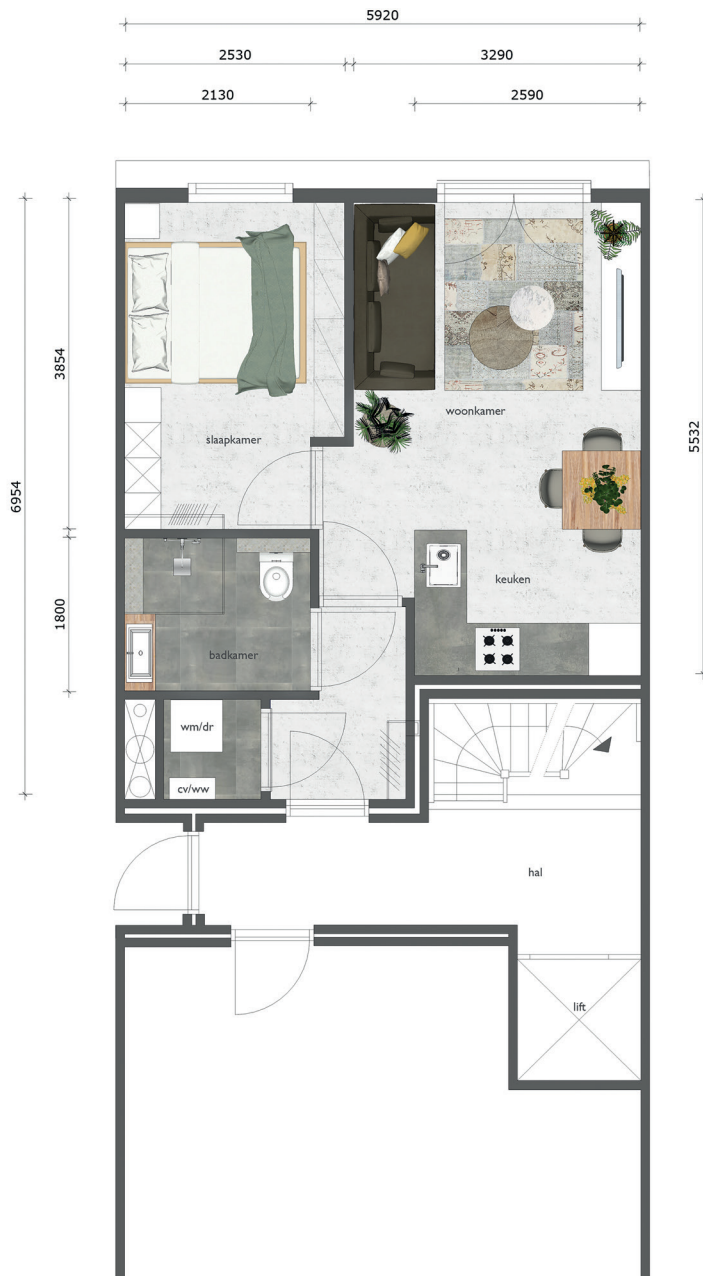 5920
2530
3290
2130
2590
3854
5532
6954
woonkamer
slaapkamer
keuken
1800
badkamer
wm/dr
cv/ww
hal
lift